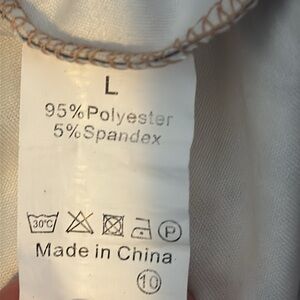 L
95%Polyester
5%Spandex
30℃ P
Made in China
10